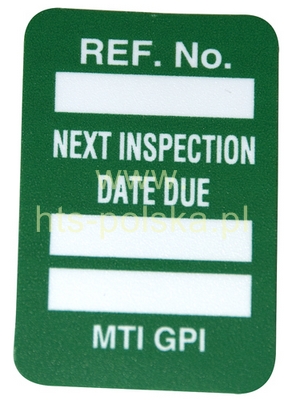 REF. No.
NEXT INSPECTION
DATE DUE
www.
hts-polska.pl
MTI GPI